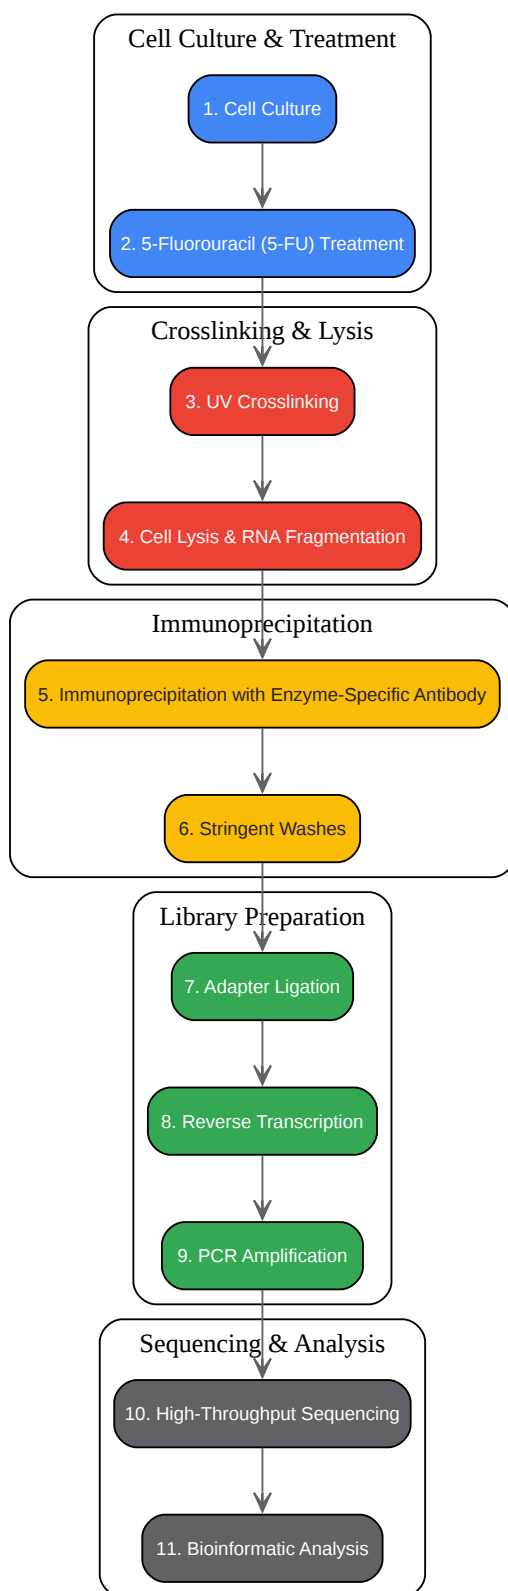 Cell Culture & Treatment
1. Cell Culture
2. 5-Fluorouracil (5-FU) Treatment
Crosslinking & Lysis
3. UV Crosslinking
4. Cell Lysis & RNA Fragmentation
Immunoprecipitation
5. Immunoprecipitation with Enzyme-Specific Antibody
6. Stringent Washes
Library Preparation
7. Adapter Ligation
8. Reverse Transcription
9. PCR Amplification
Sequencing & Analysis
10. High-Throughput Sequencing
11. Bioinformatic Analysis